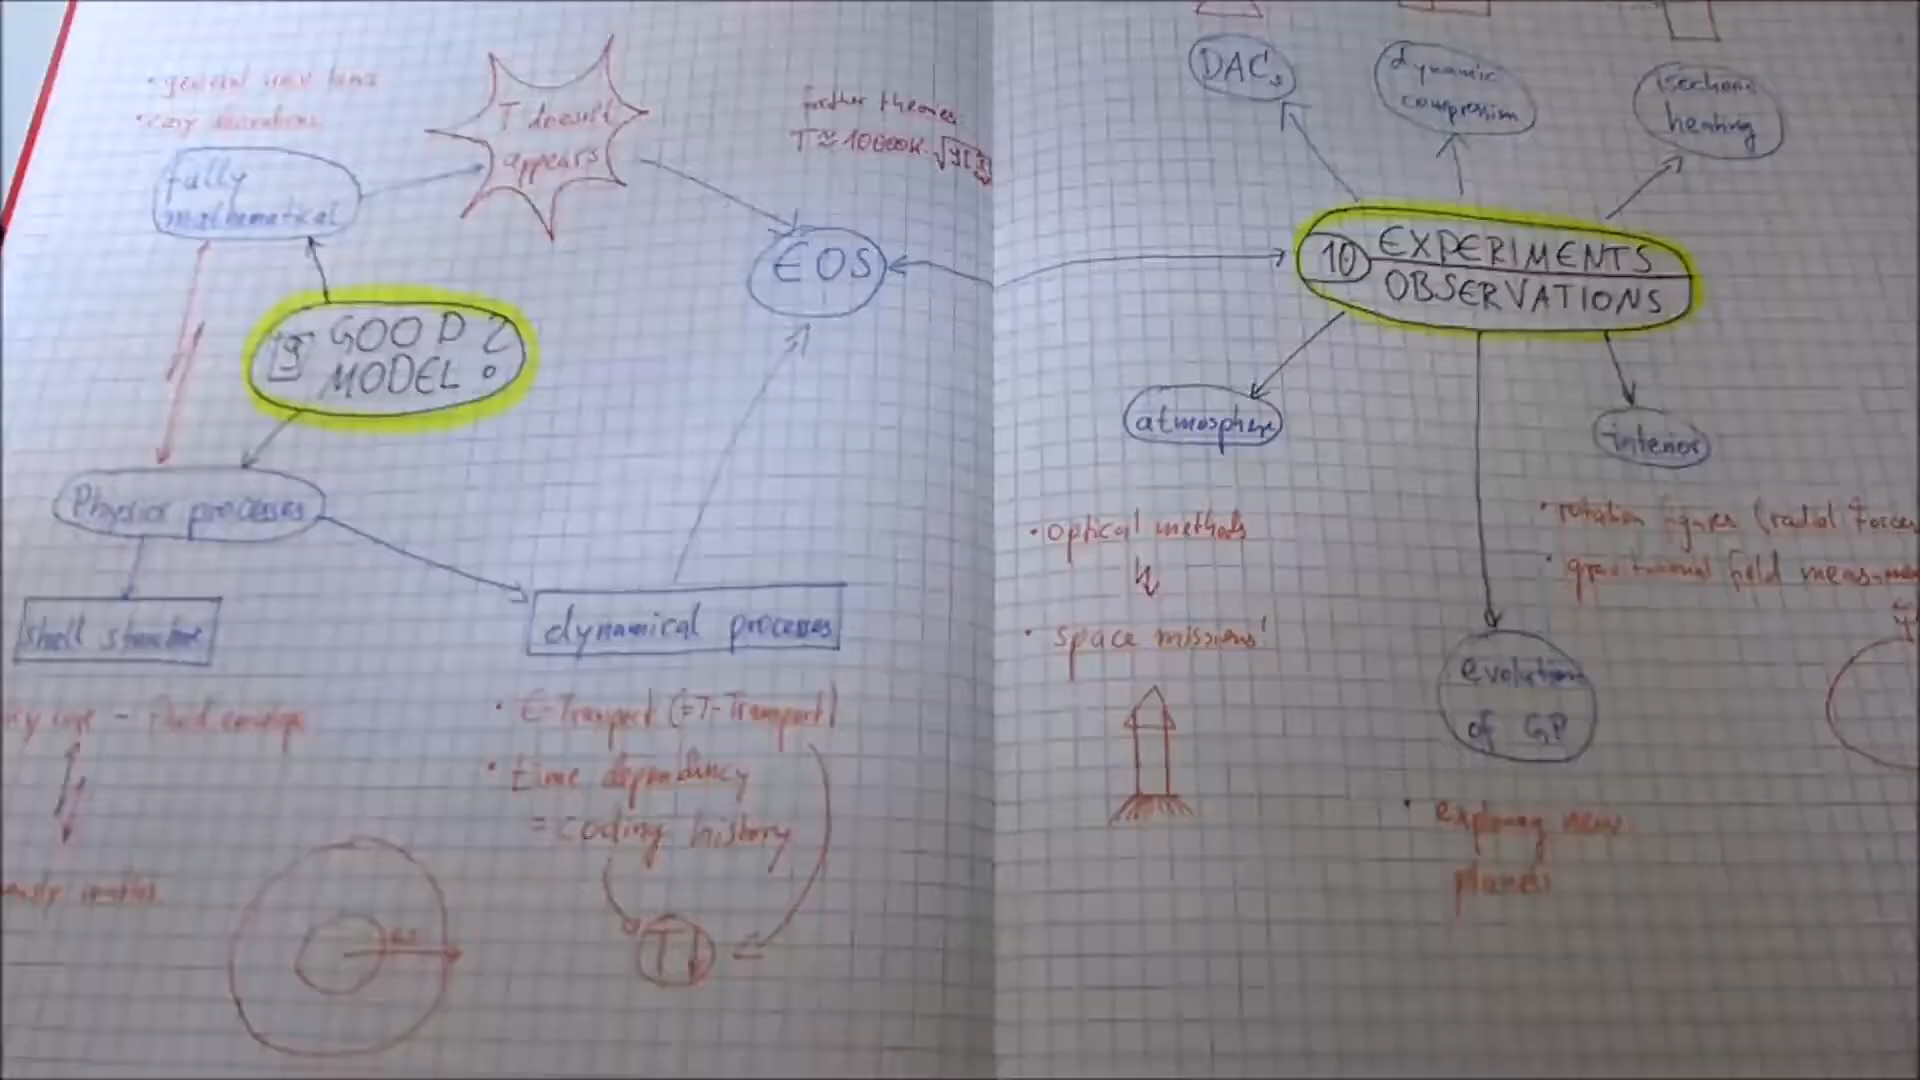 T doesn't
appears
further theories
T≈10000K·√
fully
mathematical
EOS
9 GOOD ?
MODEL
Physical processes
shell structure
dynamical processes
– Fluid envelope
• E-Transport (≠T-Transport)
• time dependency
= cooling history
T↓
DACs
dynamic
compression
isochoric
heating
10 EXPERIMENTS
OBSERVATIONS
atmosphere
interior
• optical methods
• space missions!
• rotation figures (radial forces
• gravitational field
evolution
of GP
• exploring new
planets